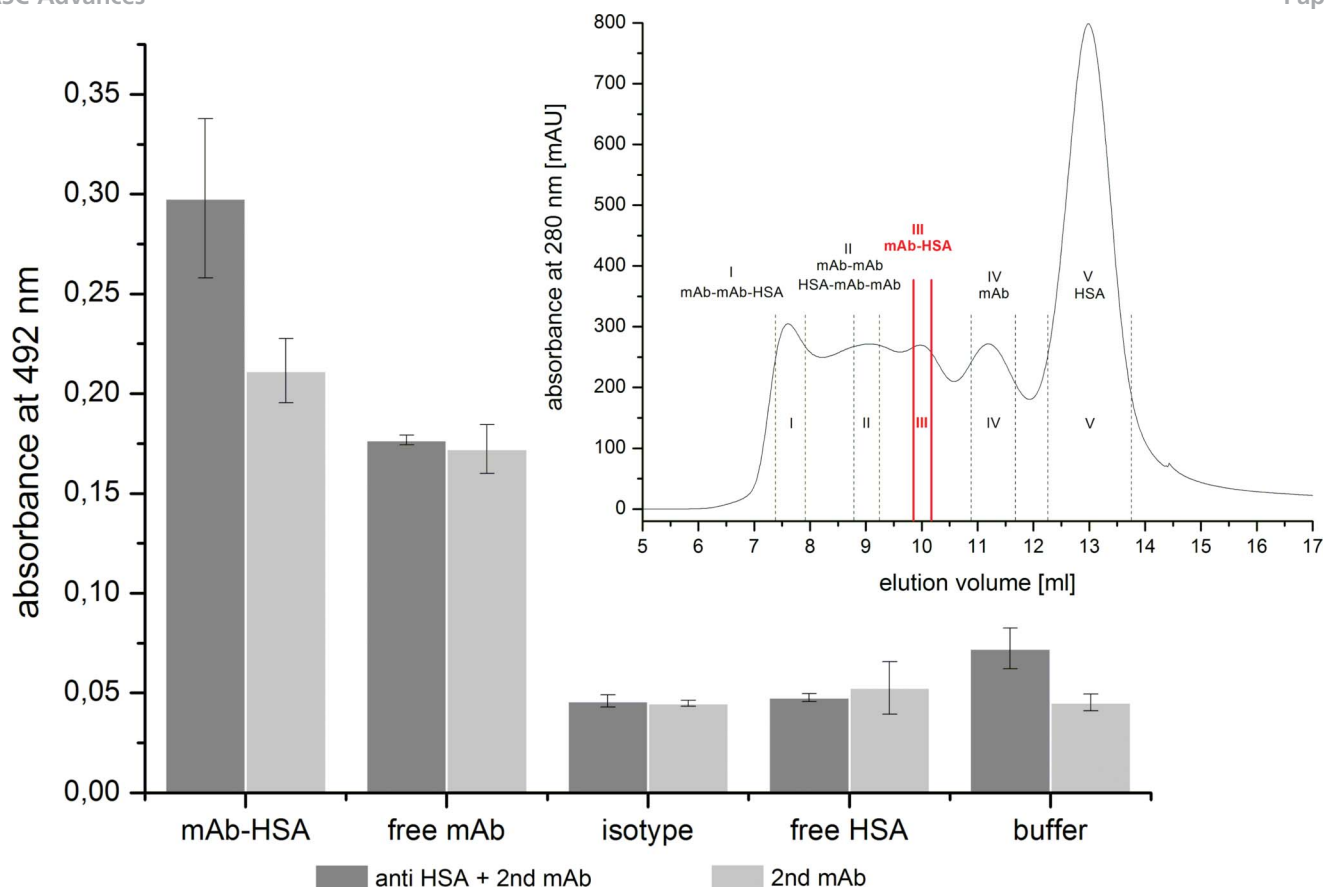 absorbance at 492 nm
0,35
0,30
0,25
0,20
0,15
0,10
0,05
0,00
mAb-HSA
free mAb
isotype
free HSA
buffer
anti HSA + 2nd mAb
2nd mAb
absorbance at 280 nm [mAU]
800
700
600
500
400
300
200
100
0
I
mAb-mAb-HSA
II
mAb-mAb
HSA-mAb-mAb
III
mAb-HSA
IV
mAb
V
HSA
I
II
III
IV
V
5 6 7 8 9 10 11 12 13 14 15 16 17
elution volume [ml]